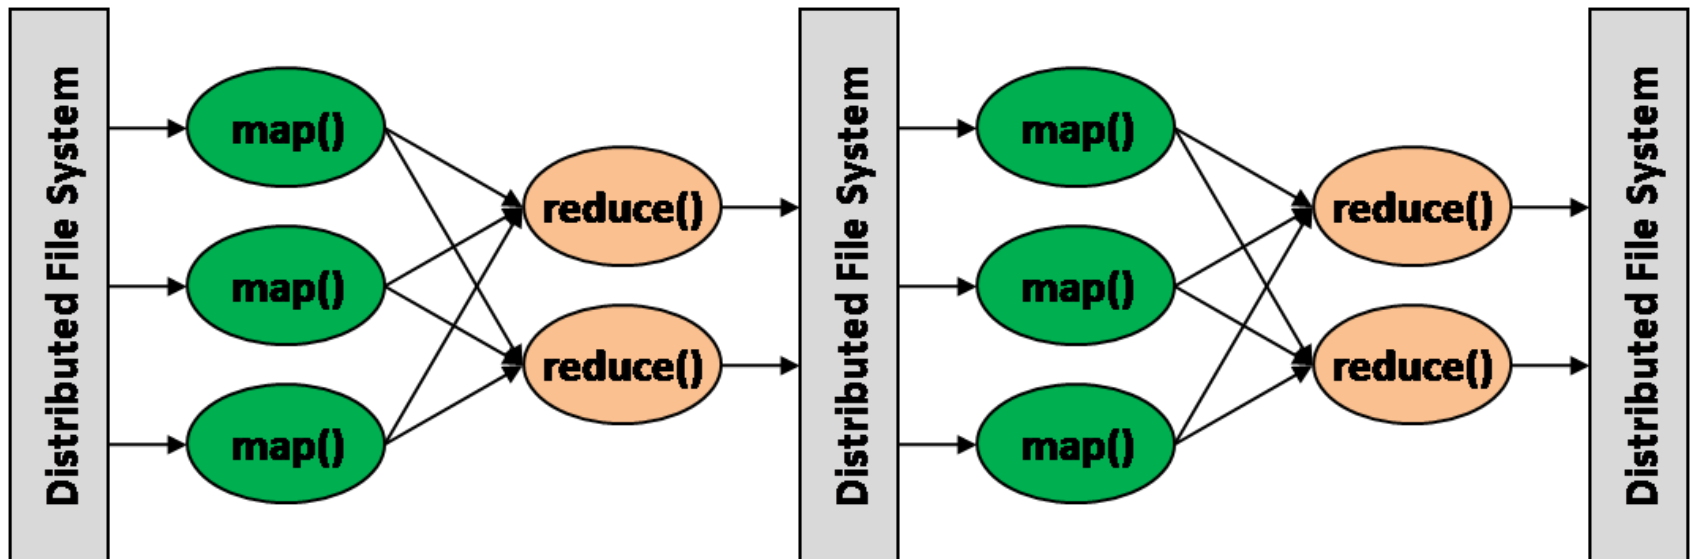 Distributed File System
map()
map()
map()
reduce()
reduce()
Distributed File System
map()
map()
map()
reduce()
reduce()
Distributed File System